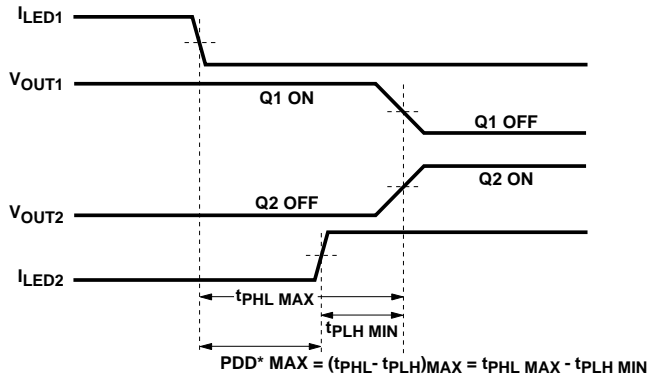 ILED1
VOUT1
Q1 ON
Q1 OFF
Q2 ON
Q2 OFF
VOUT2
ILED2
tPHL MAX
tPLH MIN
PDD* MAX = (tPHL- tPLH)MAX = tPHL MAX - tPLH MIN